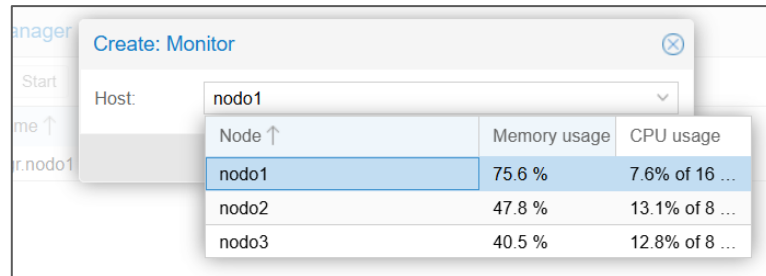 anager
Create: Monitor
Start
Host: nodo1
me ↑
Node ↑ Memory usage CPU usage
r.nodo1
nodo1 75.6 % 7.6% of 16 ...
nodo2 47.8 % 13.1% of 8 ...
nodo3 40.5 % 12.8% of 8 ...